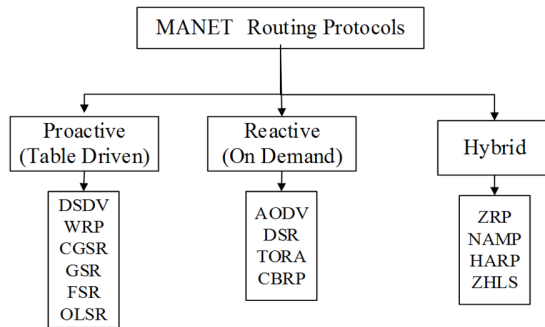 MANET Routing Protocols
Proactive
(Table Driven)
Reactive
(On Demand)
Hybrid
DSDV
WRP
CGSR
GSR
FSR
OLSR
AODV
DSR
TORA
CBRP
ZRP
NAMP
HARP
ZHLS